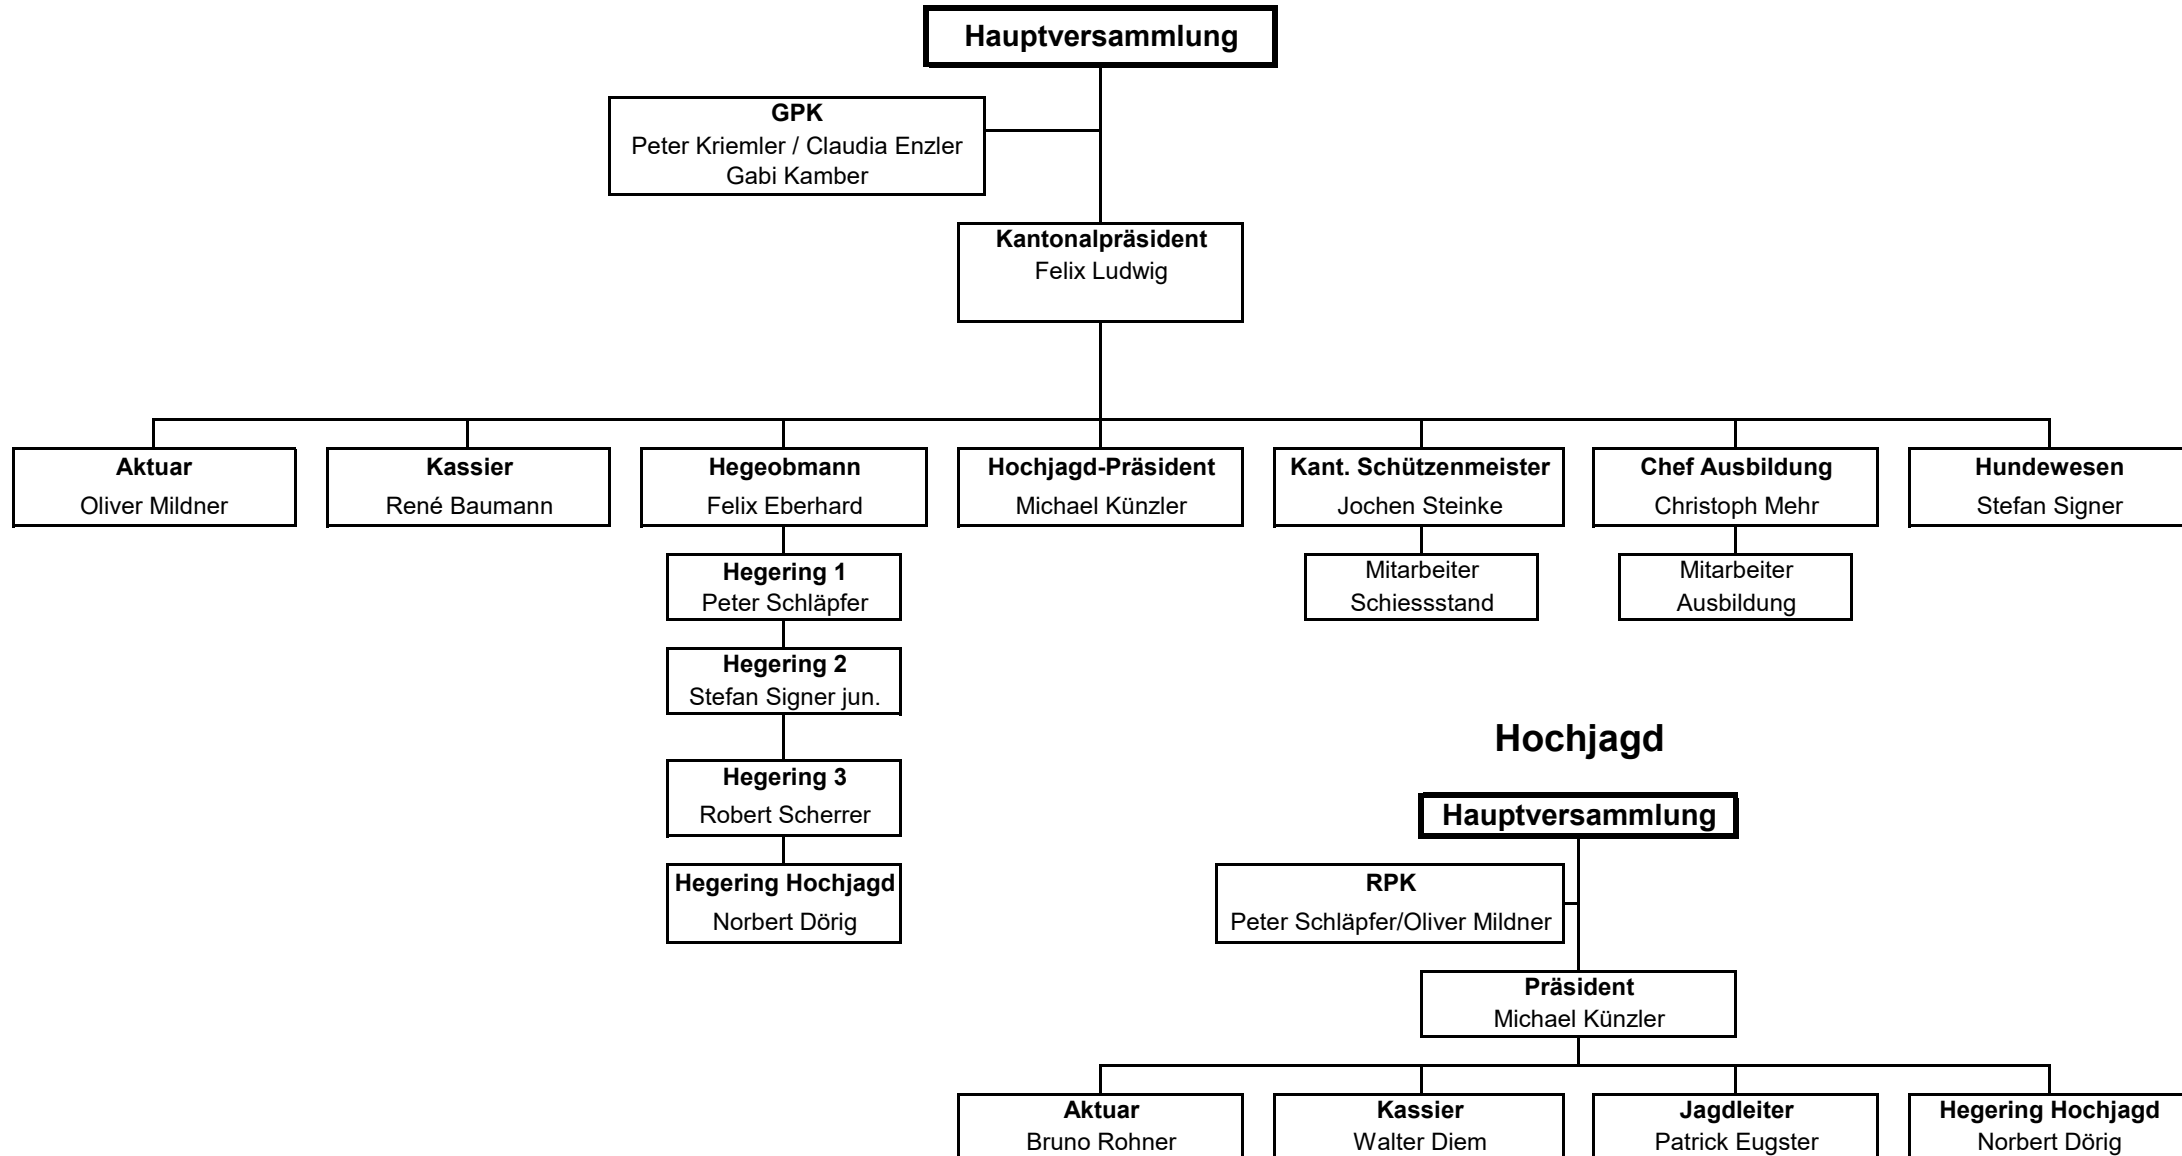 Hauptversammlung
GPK
Peter Kriemler / Claudia Enzler
Gabi Kamber
Kantonalpräsident
Felix Ludwig
Aktuar
Oliver Mildner
Kassier
René Baumann
Hegeobmann
Felix Eberhard
Hochjagd-Präsident
Michael Künzler
Kant. Schützenmeister
Jochen Steinke
Chef Ausbildung
Christoph Mehr
Hundewesen
Stefan Signer
Hegering 1
Peter Schläpfer
Mitarbeiter
Schiessstand
Mitarbeiter
Ausbildung
Hegering 2
Stefan Signer jun.
Hegering 3
Robert Scherrer
Hegering Hochjagd
Norbert Dörig
Hochjagd
Hauptversammlung
RPK
Peter Schläpfer/Oliver Mildner
Präsident
Michael Künzler
Aktuar
Bruno Rohner
Kassier
Walter Diem
Jagdleiter
Patrick Eugster
Hegering Hochjagd
Norbert Dörig